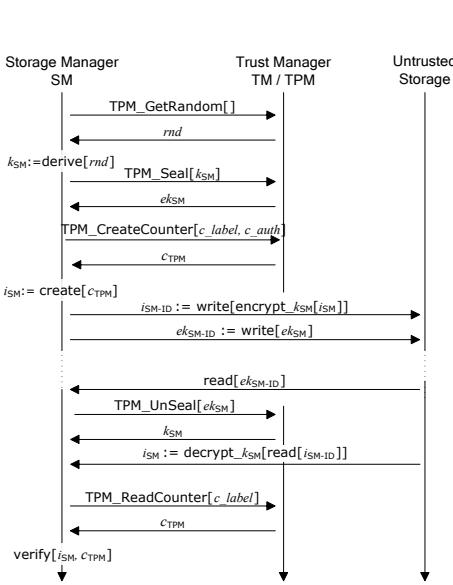 Storage Manager
SM
Trust Manager
TM / TPM
Untrusted
Storage
TPM_GetRandom[]
rnd
kSM:=derive[rnd]
TPM_Seal[kSM]
ekSM
TPM_CreateCounter[c_label, c_auth]
cTPM
iSM:= create[cTPM]
iSM-ID := write[encrypt_kSM[iSM]]
ekSM-ID := write[ekSM]
read[ekSM-ID]
TPM_UnSeal[ekSM]
kSM
iSM := decrypt_kSM[read[iSM-ID]]
TPM_ReadCounter[c_label]
cTPM
verify[iSM, cTPM]